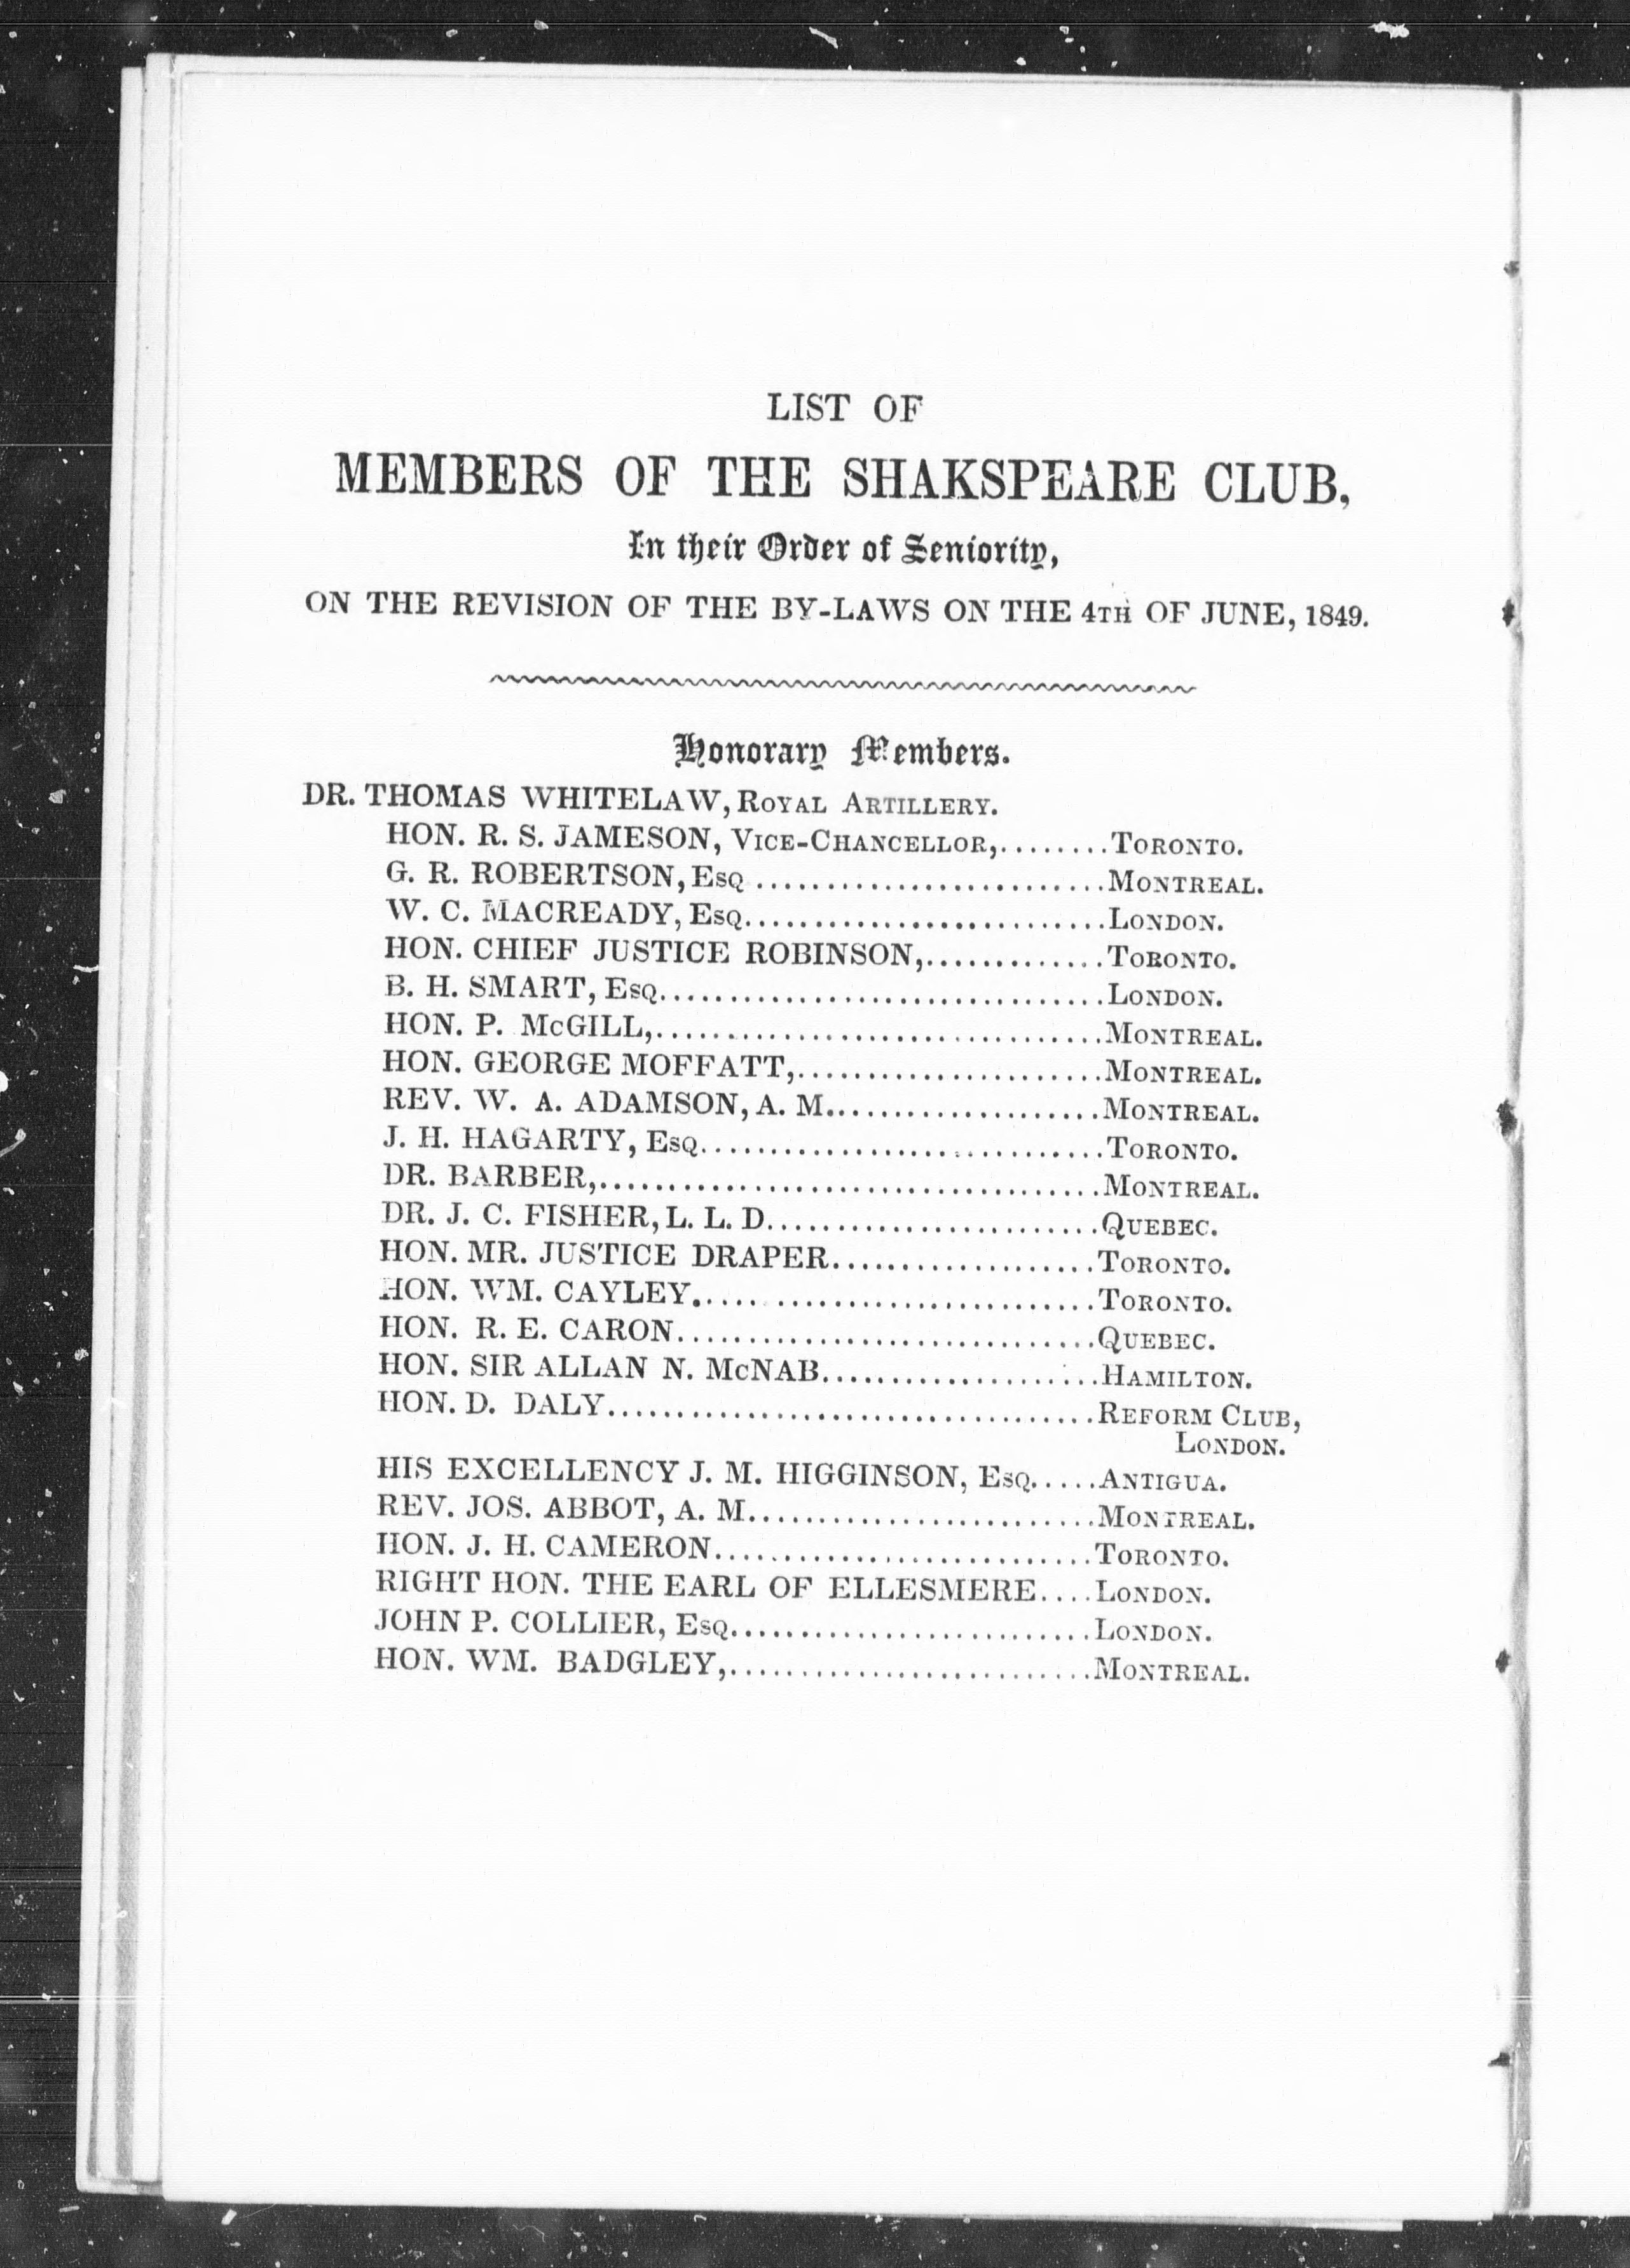 LIST OF
MEMBERS OF THE SHAKSPEARE CLUB,
In their Order of Seniority,
ON THE REVISION OF THE BY-LAWS ON THE 4TH OF JUNE, 1849.
Honorary Members.
DR. THOMAS WHITELAW, ROYAL ARTILLERY.
HON. R. S. JAMESON, VICE-CHANCELLOR,........TORONTO.
G. R. ROBERTSON, ESQ .........................MONTREAL.
W. C. MACREADY, ESQ..........................LONDON.
HON. CHIEF JUSTICE ROBINSON,.............TORONTO.
B. H. SMART, ESQ................................LONDON.
HON. P. MCGILL,................................MONTREAL.
HON. GEORGE MOFFATT,......................MONTREAL.
REV. W. A. ADAMSON, A. M....................MONTREAL.
J. H. HAGARTY, ESQ.............................TORONTO.
DR. BARBER,....................................MONTREAL.
DR. J. C. FISHER, L. L. D........................QUEBEC.
HON. MR. JUSTICE DRAPER...................TORONTO.
HON. WM. CAYLEY.............................TORONTO.
HON. R. E. CARON..............................QUEBEC.
HON. SIR ALLAN N. MCNAB....................HAMILTON.
HON. D. DALY...................................REFORM CLUB,
LONDON.
HIS EXCELLENCY J. M. HIGGINSON, ESQ.....ANTIGUA.
REV. JOS. ABBOT, A. M.........................MONTREAL.
HON. J. H. CAMERON...........................TORONTO.
RIGHT HON. THE EARL OF ELLESMERE....LONDON.
JOHN P. COLLIER, ESQ..........................LONDON.
HON. WM. BADGLEY,..........................MONTREAL.